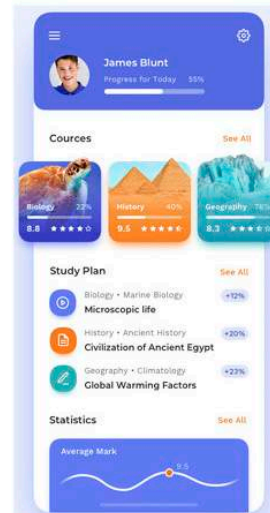 James Blunt
Progress for Today 55%
Cources See All
Biology 22%
8.8
History 40%
9.5
Geography 78%
8.3
Study Plan See All
Biology • Marine Biology +12%
Microscopic life
History • Ancient History +20%
Civilization of Ancient Egypt
Geography • Climatology +23%
Global Warming Factors
Statistics See All
Average Mark
9.5